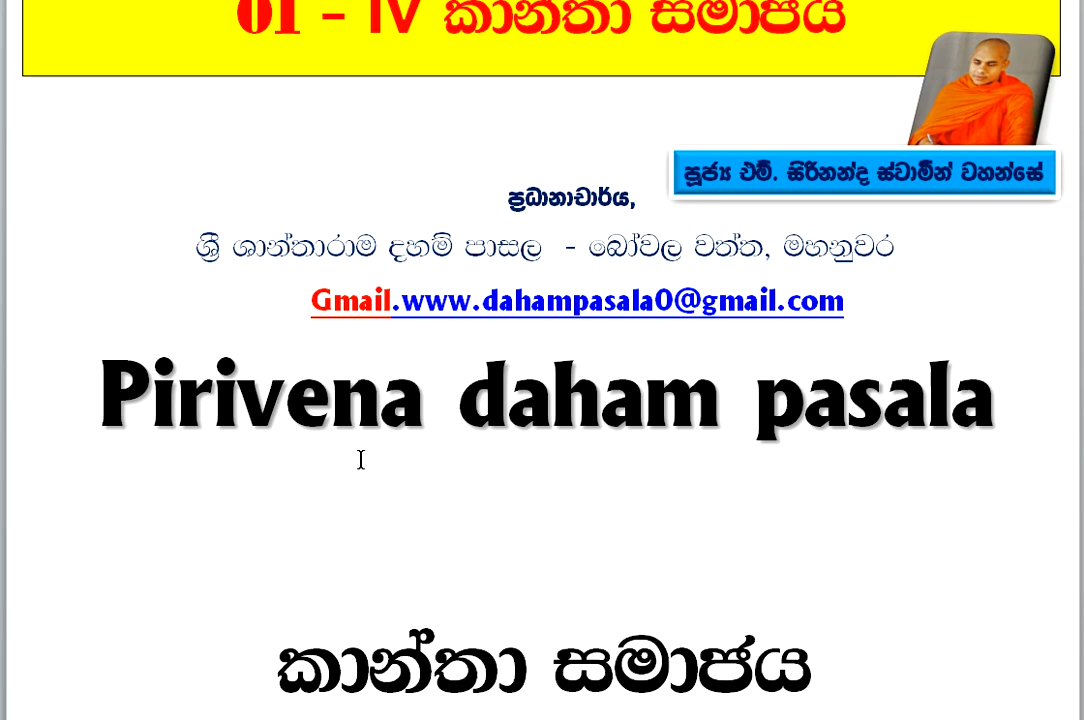 01 - IV කාන්තා සමාජය
පූජ්‍ය එම්. සිරිනන්ද ස්වාමීන් වහන්සේ
ප්‍රධානාචාර්ය,
ශ්‍රී ශාන්තාරාම දහම් පාසල - බෝවල වත්ත, මහනුවර
Gmail.www.dahampasala0@gmail.com
Pirivena daham pasala
කාන්තා සමාජය